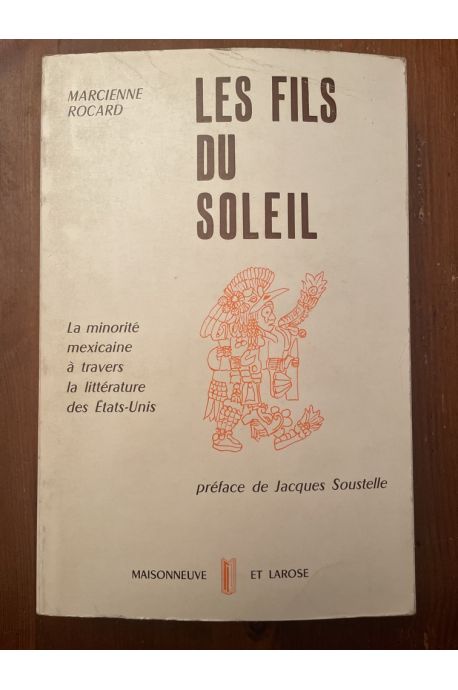 MARCIENNE
ROCARD
LES FILS
DU
SOLEIL
La minorité
mexicaine
à travers
la littérature
des États-Unis
préface de Jacques Soustelle
MAISONNEUVE ET LAROSE